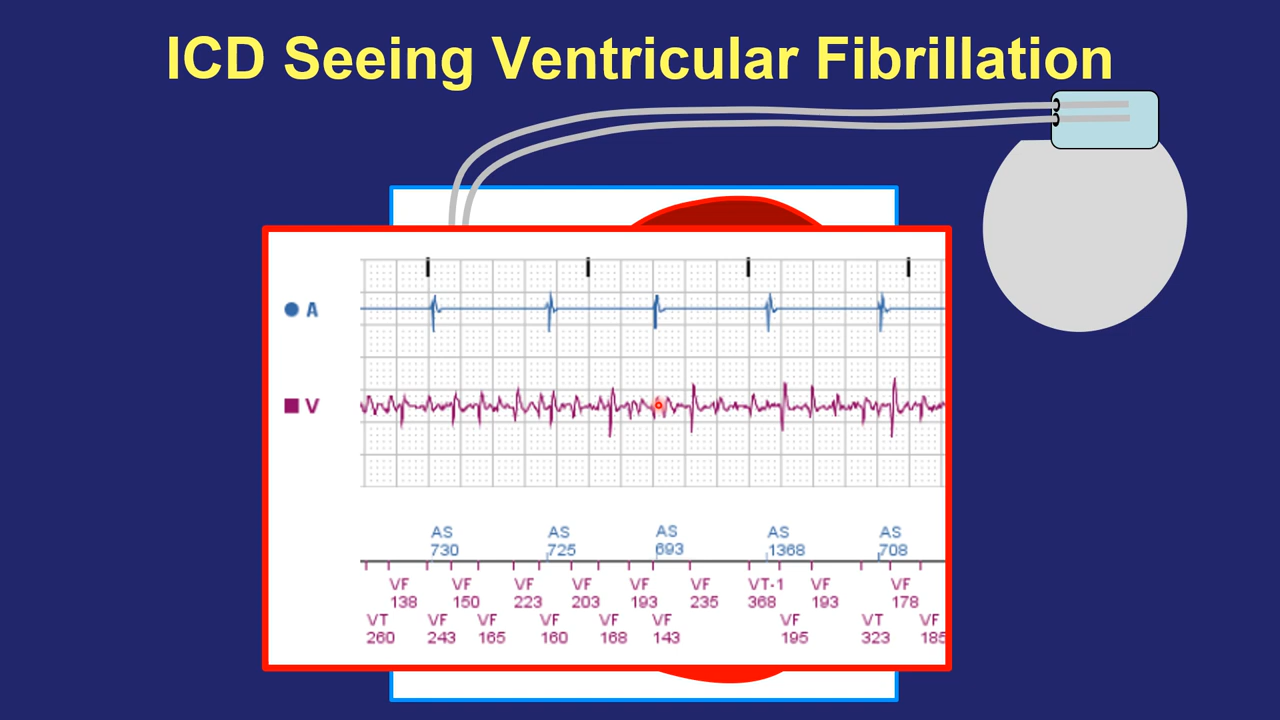 ICD Seeing Ventricular Fibrillation
A
V
AS AS AS AS AS
730 725 693 1368 708
VF VF VF VF VF VF VT-1 VF VF
138 150 223 203 193 235 368 193 178
VT VF VF VF VF VF VF VT VF
260 243 165 160 168 143 195 323 185